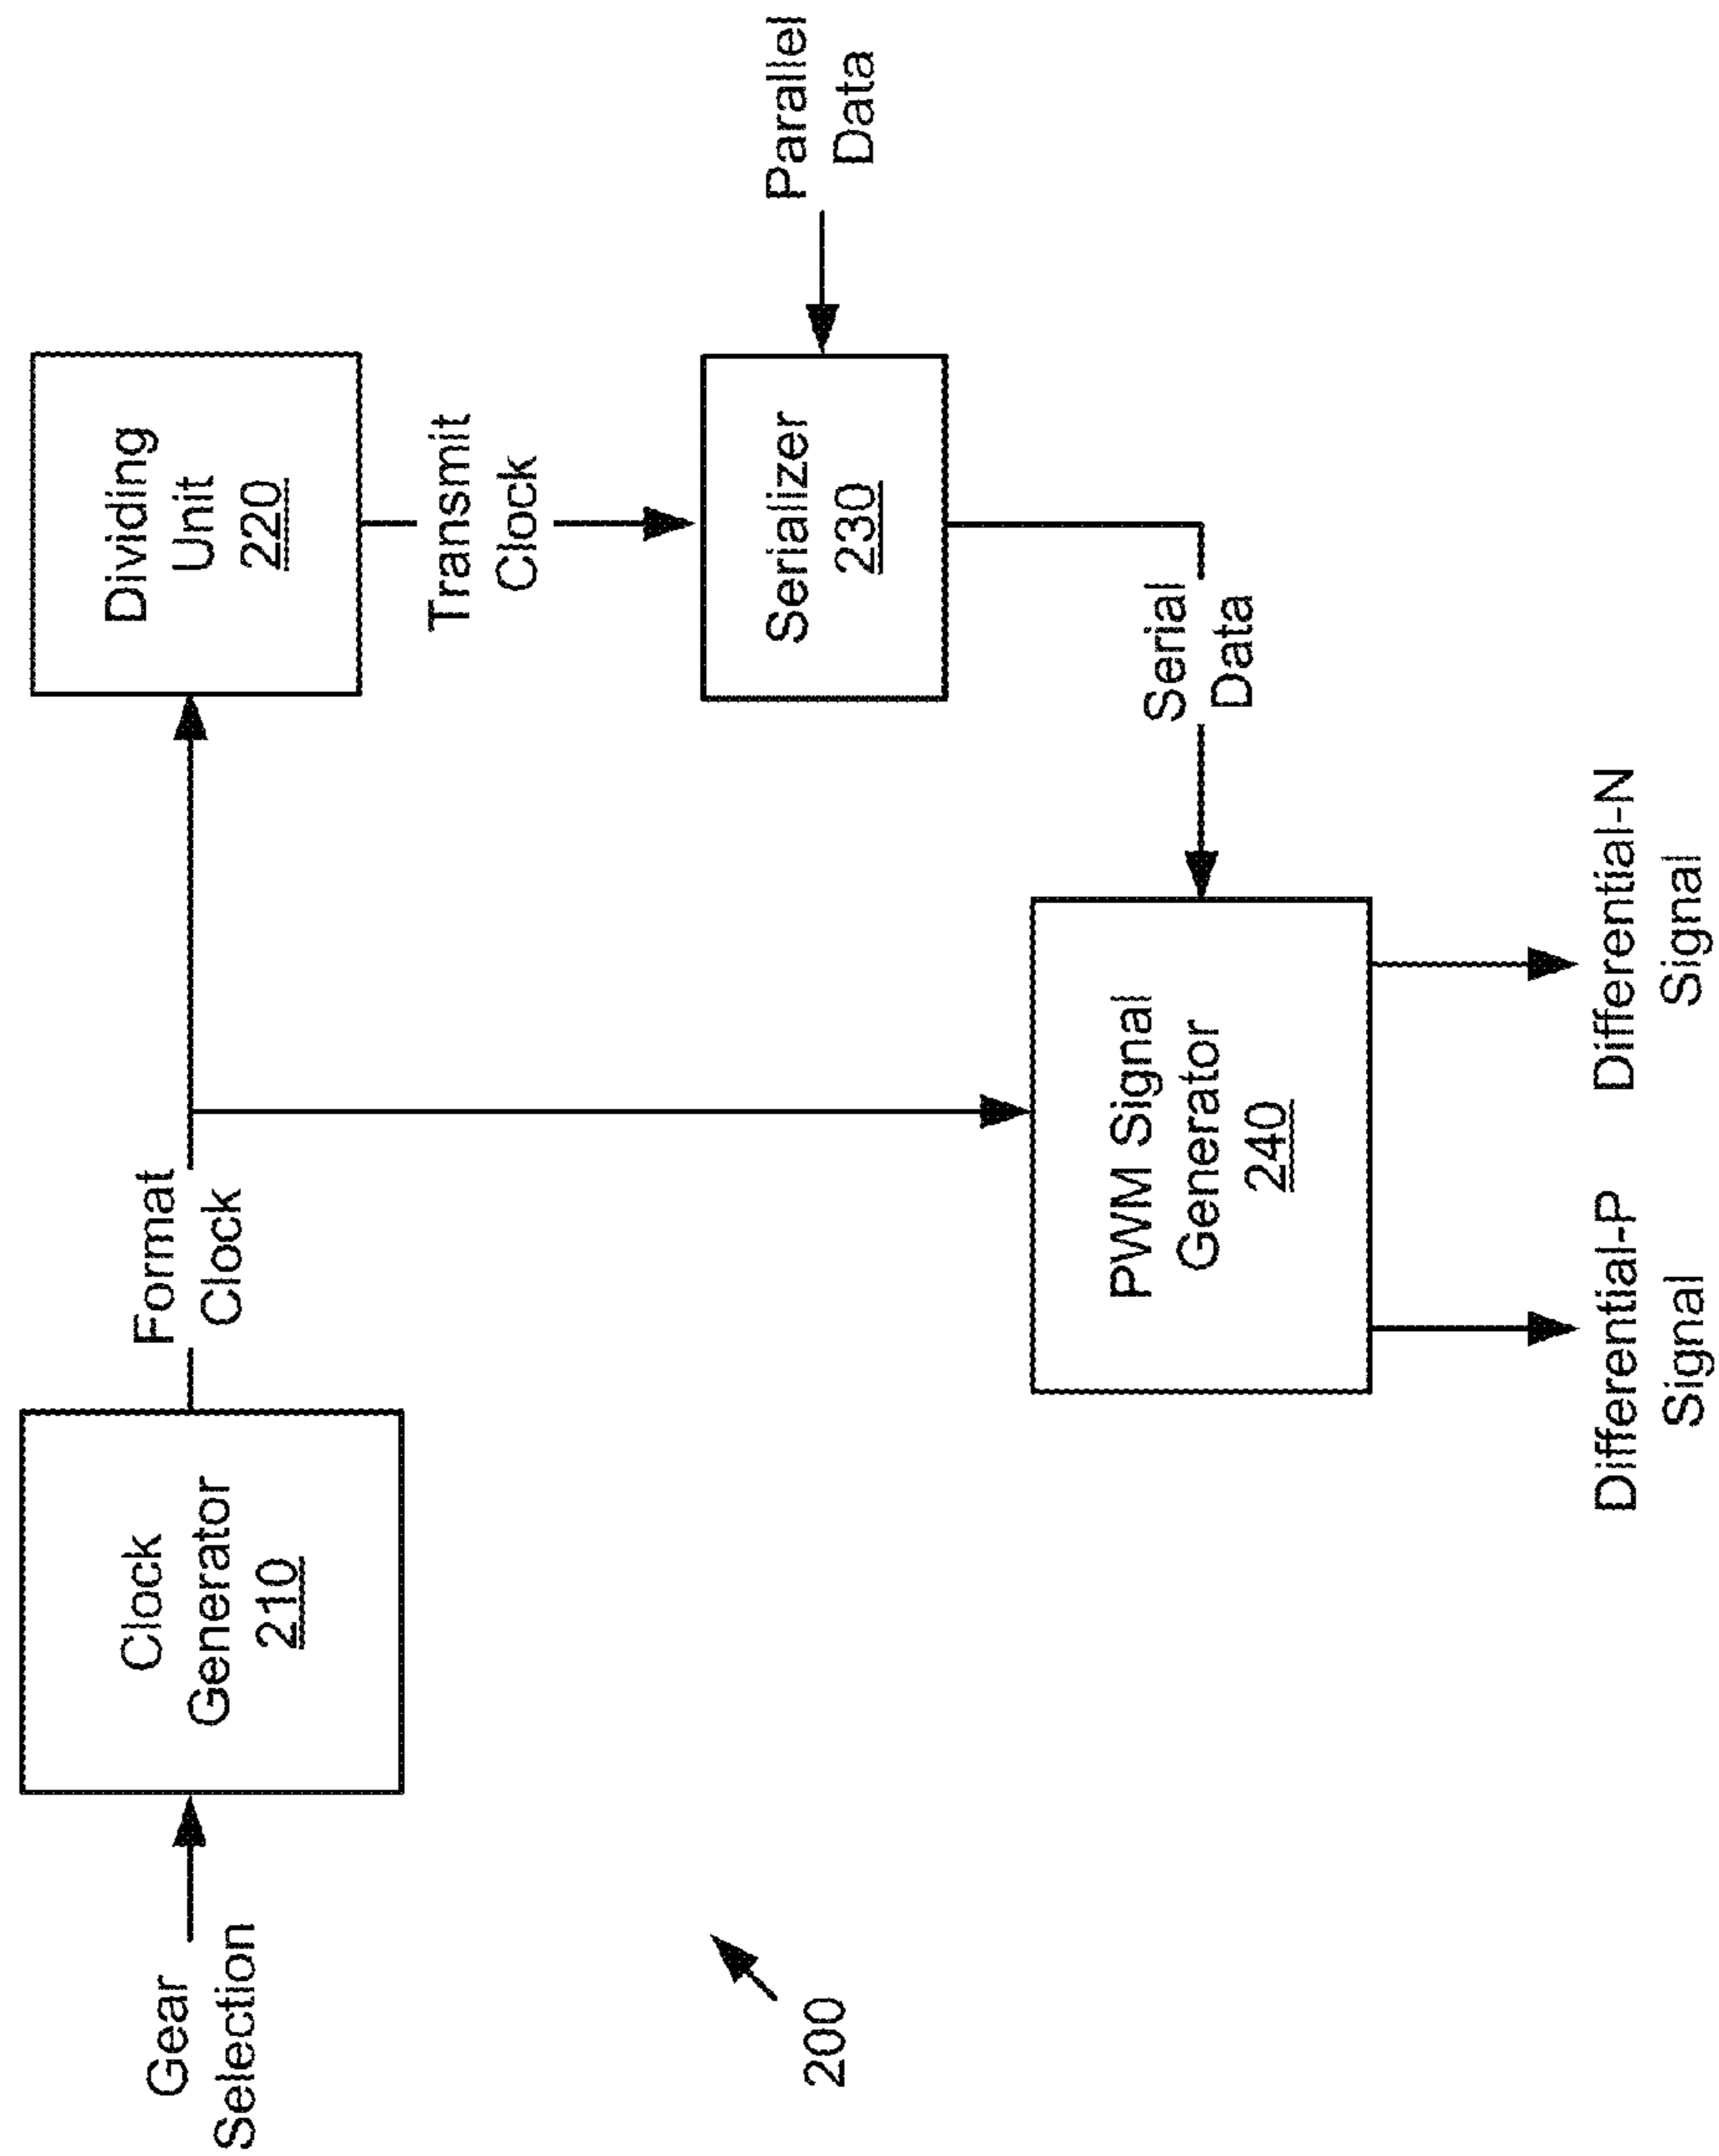 Gear
Selection
Clock
Generator
210
Format
Clock
Dividing
Unit
220
Transmit
Clock
Serializer
230
Parallel
Data
Serial
Data
PWM Signal
Generator
240
Differential-P
Signal
Differential-N
Signal
200